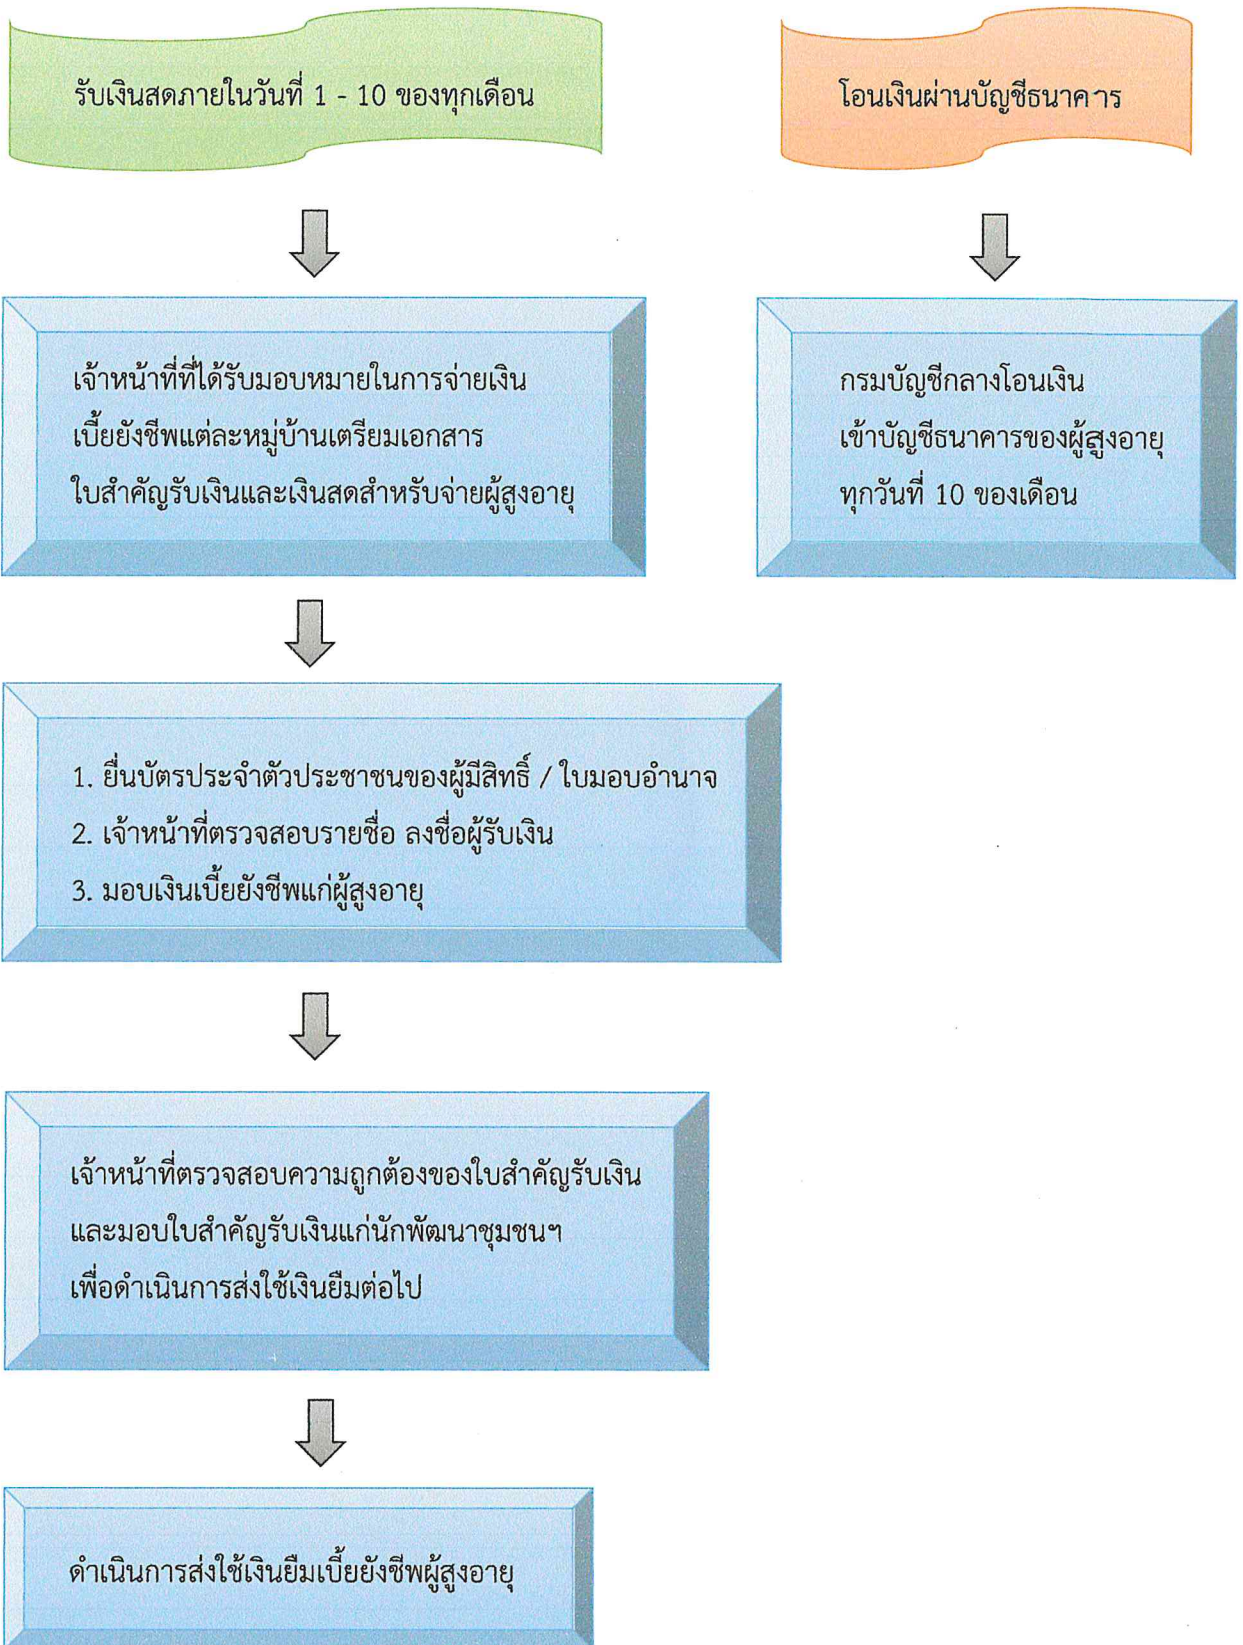 รับเงินสดภายในวันที่ 1 - 10 ของทุกเดือน
โอนเงินผ่านบัญชีธนาคาร
เจ้าหน้าที่ที่ได้รับมอบหมายในการจ่ายเงิน
เบี้ยยังชีพแต่ละหมู่บ้านเตรียมเอกสาร
ใบสำคัญรับเงินและเงินสดสำหรับจ่ายผู้สูงอายุ
กรมบัญชีกลางโอนเงิน
เข้าบัญชีธนาคารของผู้สูงอายุ
ทุกวันที่ 10 ของเดือน
1. ยื่นบัตรประจำตัวประชาชนของผู้มีสิทธิ์ / ใบมอบอำนาจ
2. เจ้าหน้าที่ตรวจสอบรายชื่อ ลงชื่อผู้รับเงิน
3. มอบเงินเบี้ยยังชีพแก่ผู้สูงอายุ
เจ้าหน้าที่ตรวจสอบความถูกต้องของใบสำคัญรับเงิน
และมอบใบสำคัญรับเงินแก่นักพัฒนาชุมชนฯ
เพื่อดำเนินการส่งใช้เงินยืมต่อไป
ดำเนินการส่งใช้เงินยืมเบี้ยยังชีพผู้สูงอายุ